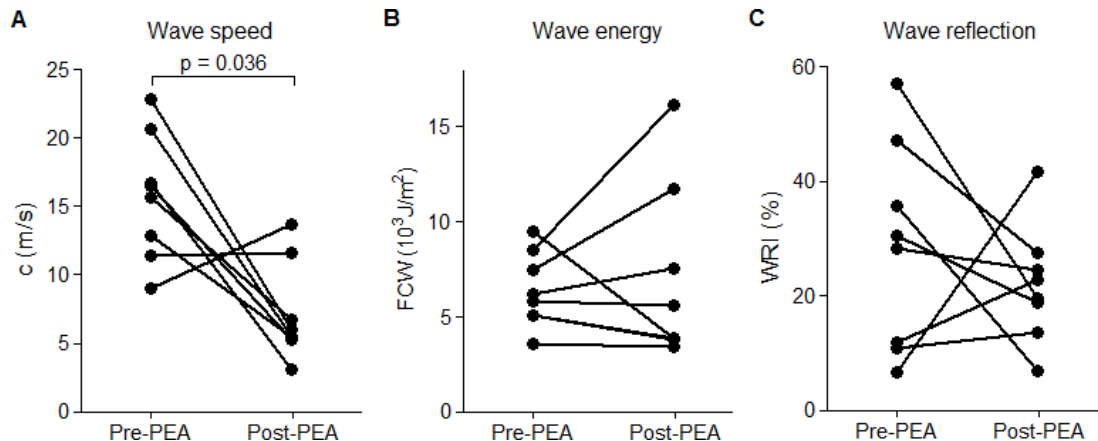 A
Wave speed
p = 0.036
c (m/s)
25
20
15
10
5
0
Pre-PEA Post-PEA
B
Wave energy
FCW (10³J/m²)
15
10
5
0
Pre-PEA Post-PEA
C
Wave reflection
WRI (%)
60
40
20
0
Pre-PEA Post-PEA